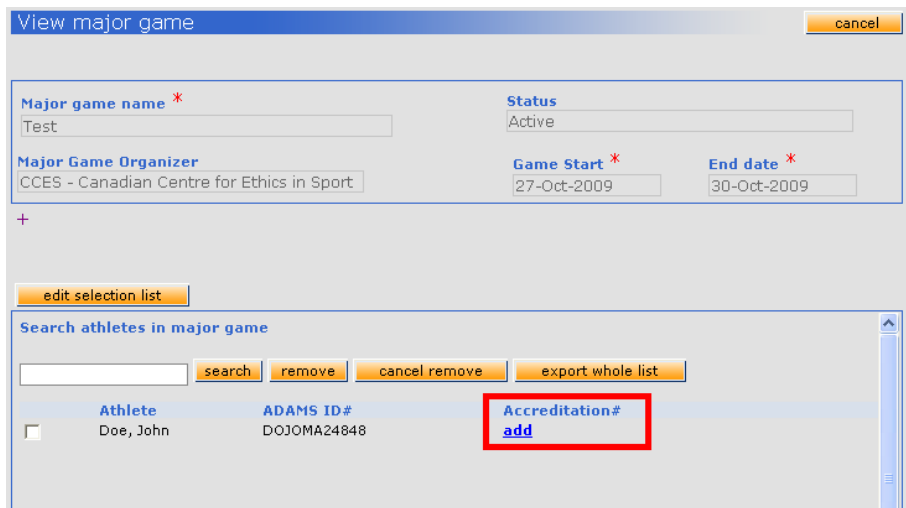 View major game cancel
Major game name * Status
Test Active
Major Game Organizer Game Start * End date *
CCES - Canadian Centre for Ethics in Sport 27-Oct-2009 30-Oct-2009
+
edit selection list
Search athletes in major game
search remove cancel remove export whole list
Athlete ADAMS ID# Accreditation#
Doe, John DOJOMA24848 add